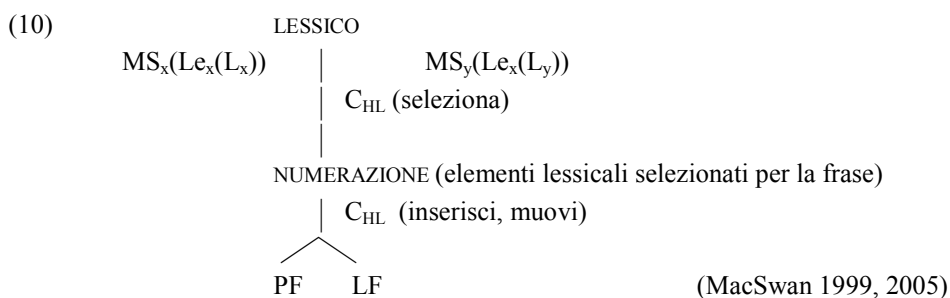 (10) LESSICO
MSx(Lex(Lx)) MSy(Lex(Ly))
CHL (seleziona)
NUMERAZIONE (elementi lessicali selezionati per la frase)
CHL (inserisci, muovi)
PF LF (MacSwan 1999, 2005)